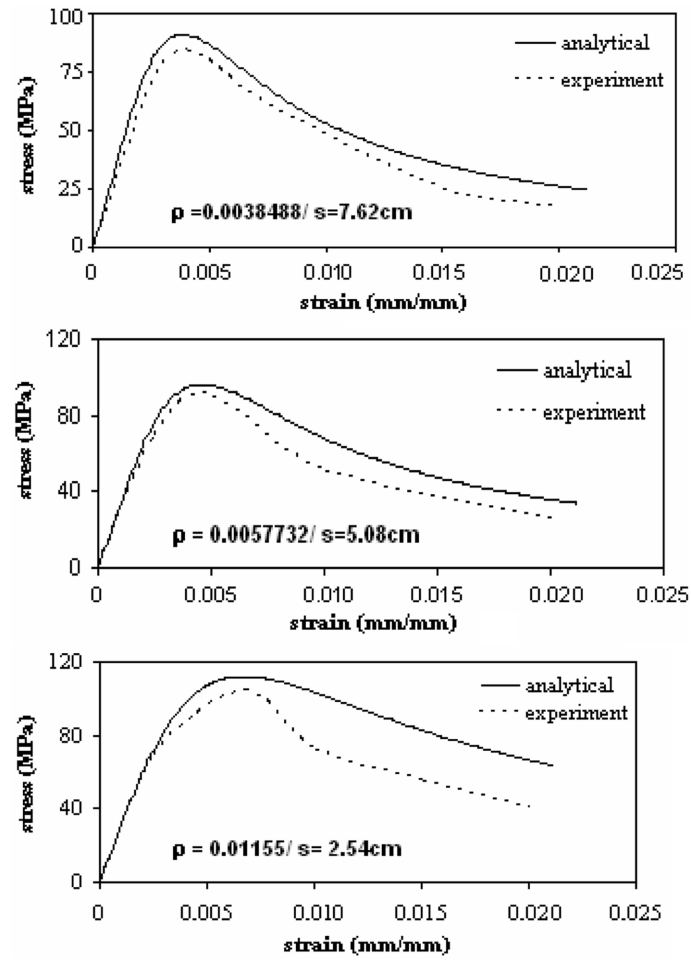 100
75
50
25
0
stress (MPa)
analytical
experiment
ρ =0.0038488/ s=7.62cm
0 0.005 0.010 0.015 0.020 0.025
strain (mm/mm)
120
80
40
0
stress (MPa)
analytical
experiment
ρ = 0.0057732/ s=5.08cm
0 0.005 0.010 0.015 0.020 0.025
strain (mm/mm)
120
80
40
0
stress (MPa)
analytical
experiment
ρ = 0.01155/ s= 2.54cm
0 0.005 0.010 0.015 0.020 0.025
strain (mm/mm)